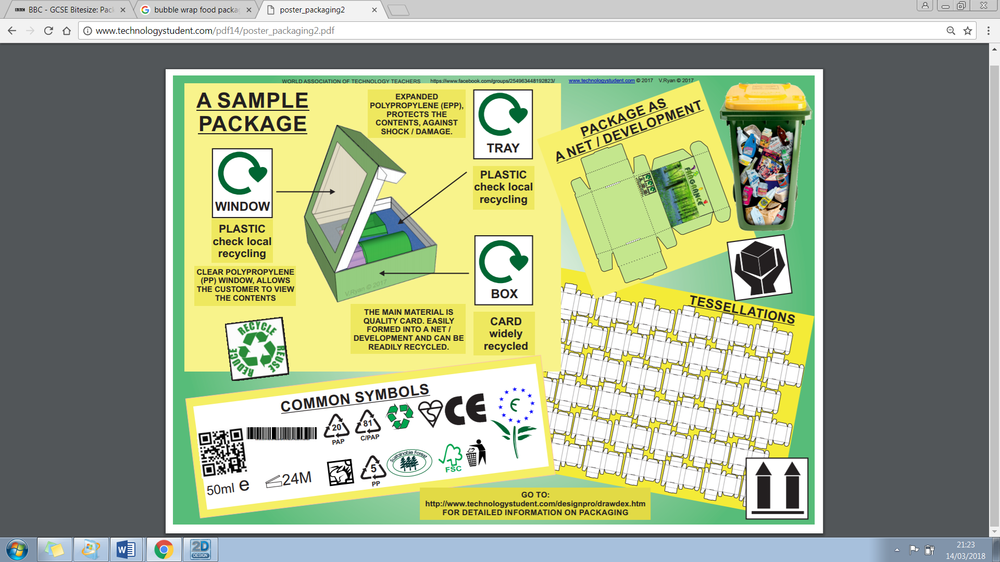 BBC - GCSE Bitesize: Pack
bubble wrap food packag
poster_packaging2
www.technologystudent.com/pdf14/poster_packaging2.pdf
WORLD ASSOCIATION OF TECHNOLOGY TEACHERS https://www.facebook.com/groups/254963448192823/ www.technologystudent.com © 2017 V.Ryan © 2017
A SAMPLE
PACKAGE
EXPANDED
POLYPROPYLENE (EPP),
PROTECTS THE
CONTENTS, AGAINST
SHOCK / DAMAGE.
TRAY
PLASTIC
check local
recycling
WINDOW
PLASTIC
check local
recycling
CLEAR POLYPROPYLENE
(PP) WINDOW, ALLOWS
THE CUSTOMER TO VIEW
THE CONTENTS
V.Ryan © 2017
BOX
CARD
widely
recycled
THE MAIN MATERIAL IS
QUALITY CARD. EASILY
FORMED INTO A NET /
DEVELOPMENT AND CAN BE
READILY RECYCLED.
RECYCLE
REDUCE
REUSE
PACKAGE AS
A NET / DEVELOPMENT
FRAGRANCE
TESSELLATIONS
COMMON SYMBOLS
20
PAP
81
C/PAP
CE
E
50ml e
24M
5
PP
Sustainable Forest
FSC
GO TO:
http://www.technologystudent.com/designpro/drawdex.htm
FOR DETAILED INFORMATION ON PACKAGING
W
2D
DESIGN
21:23
14/03/2018